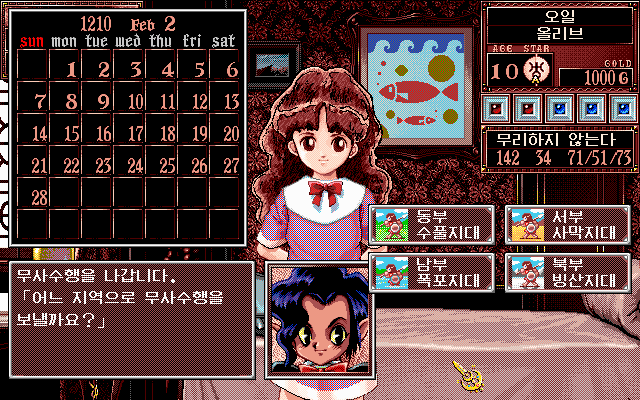 1210 Feb 2
sun mon tue wed thu fri sat
1 2 3 4 5 6
7 8 9 10 11 12 13
14 15 16 17 18 19 20
21 22 23 24 25 26 27
28
오일
올리브
AGE STAR
10
GOLD
1000 G
무리하지 않는다
142 34 71/51/73
동부
수풀지대
서부
사막지대
남부
폭포지대
북부
빙산지대
무사수행을 나갑니다.
「어느 지역으로 무사수행을
보낼까요?」